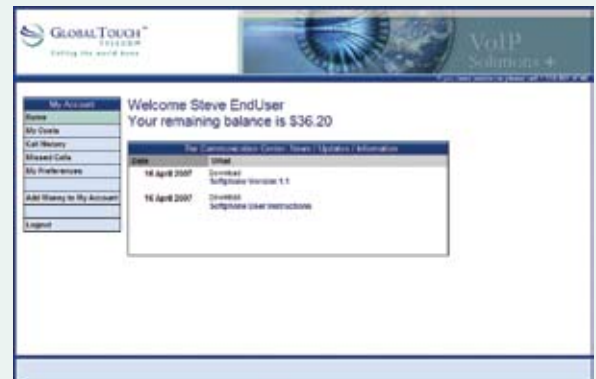 GLOBALTOUCH™
TELECOM
Calling the world home
VoIP
Solutions +
My Account
Home
My Costs
Call History
Missed Calls
My Preferences
Add Money to My Account
Logout
Welcome Steve EndUser
Your remaining balance is $36.20
The Communication Center: News / Updates / Information
Date What
16 April 2007 Download
Softphone Version 1.1
16 April 2007 Download
Softphone User Instructions